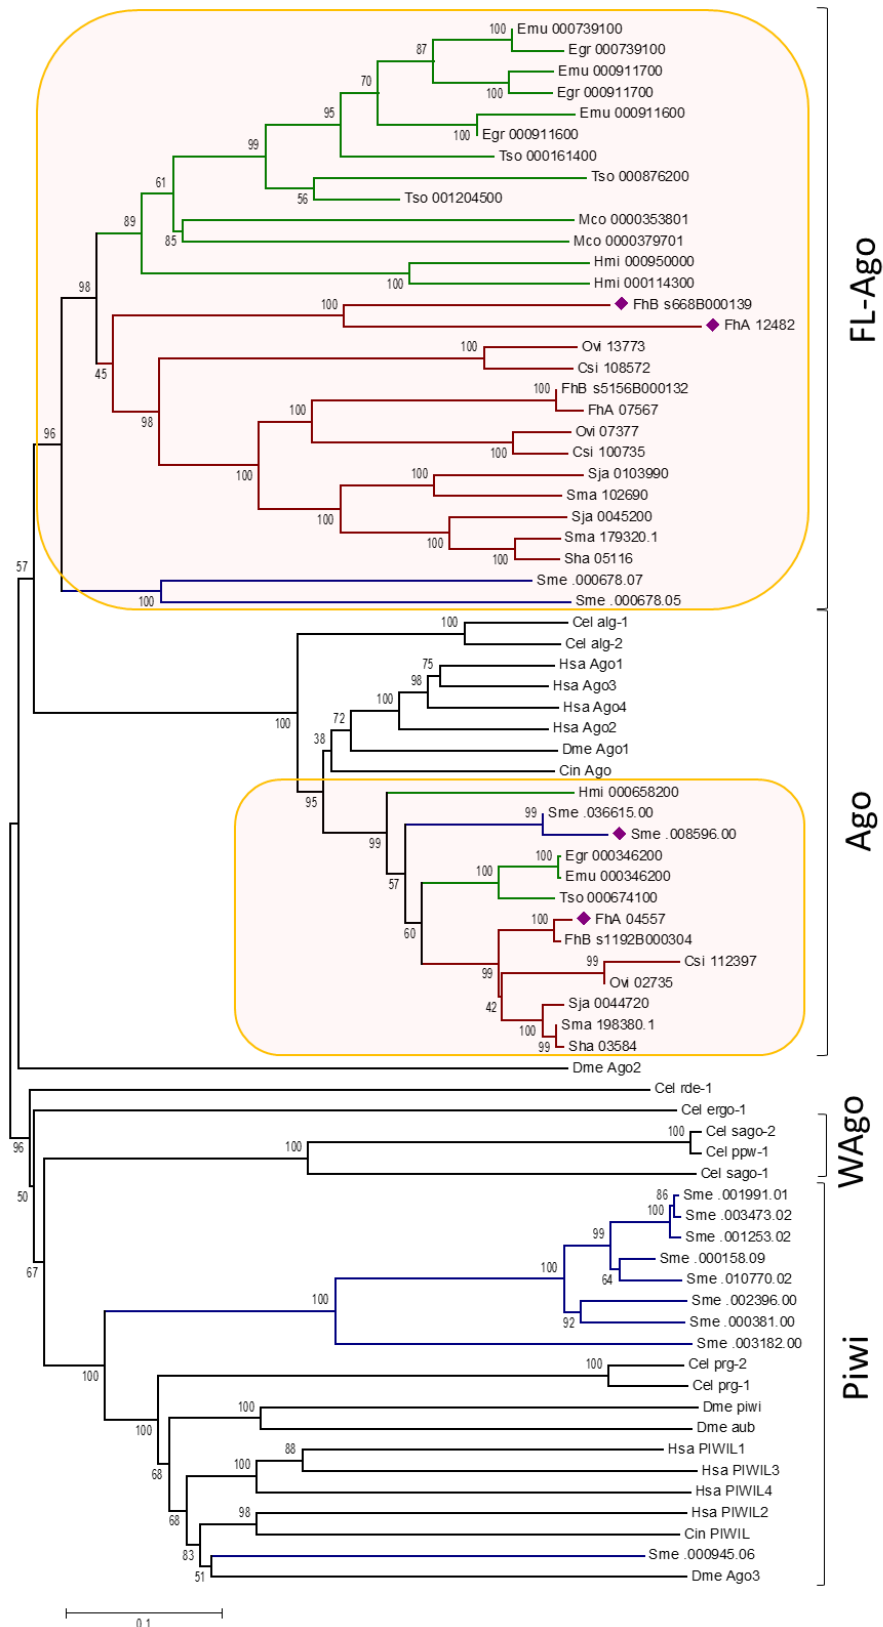 100 Emu 000739100
87 Egr 000739100
70 Emu 000911700
100 Egr 000911700
95 Emu 000911600
100 Egr 000911600
99 Tso 000161400
61 Tso 000876200
56 Tso 001204500
89 Mco 0000353801
85 Mco 0000379701
Hmi 000950000
98 100 Hmi 000114300
100 FhB s668B000139
FhA 12482
45 100 Ovi 13773
Csi 108572
100 FhB s5156B000132
98 100 FhA 07567
96 Ovi 07377
100 Csi 100735
100 100 Sja 0103990
Sma 102690
100 Sja 0045200
100 Sma 179320.1
100 Sha 05116
57 Sme .000678.07
100 Sme .000678.05
FL-Ago
100 Cel alg-1
Cel alg-2
75 Hsa Ago1
98 Hsa Ago3
100 Hsa Ago4
100 72 Hsa Ago2
38 Dme Ago1
Cin Ago
95 Hmi 000658200
99 Sme .036615.00
99 Sme .008596.00
100 Egr 000346200
57 Emu 000346200
Tso 000674100
60 100 FhA 04557
FhB s1192B000304
99 99 Csi 112397
Ovi 02735
42 Sja 0044720
100 Sma 198380.1
99 Sha 03584
Dme Ago2
Ago
Cel rde-1
Cel ergo-1
96 100 Cel sago-2
100 Cel ppw-1
50 Cel sago-1
WAgo
86 Sme .001991.01
100 Sme .003473.02
99 Sme .001253.02
67 100 Sme .000158.09
64 Sme .010770.02
100 Sme .002396.00
92 Sme .000381.00
Sme .003182.00
100 100 Cel prg-2
Cel prg-1
100 100 Dme piwi
Dme aub
88 Hsa PIWIL1
68 100 Hsa PIWIL3
Hsa PIWIL4
68 98 Hsa PIWIL2
Cin PIWIL
83 Sme .000945.06
51 Dme Ago3
Piwi
0.1